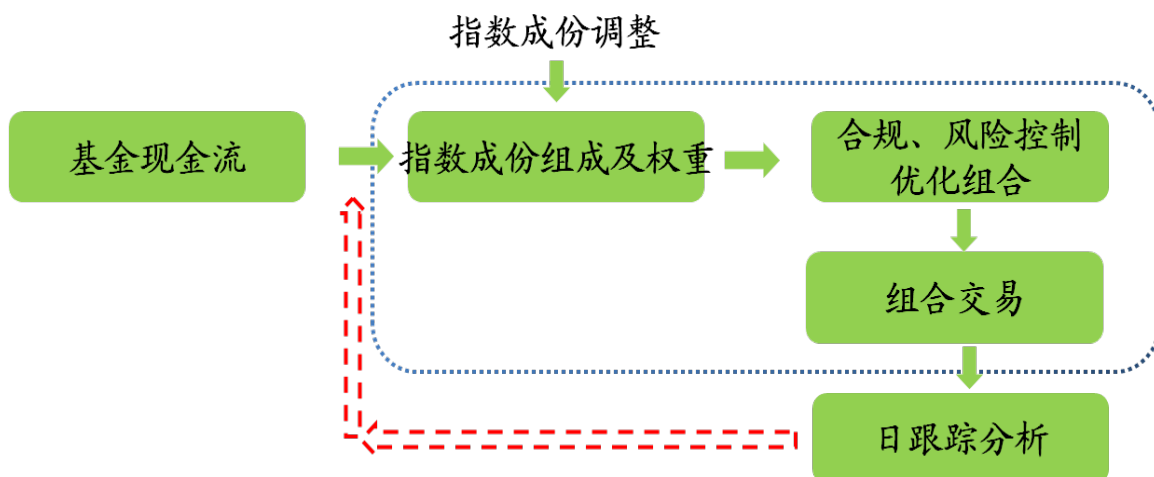 指数成份调整
基金现金流
指数成份组成及权重
合规、风险控制
优化组合
组合交易
日跟踪分析